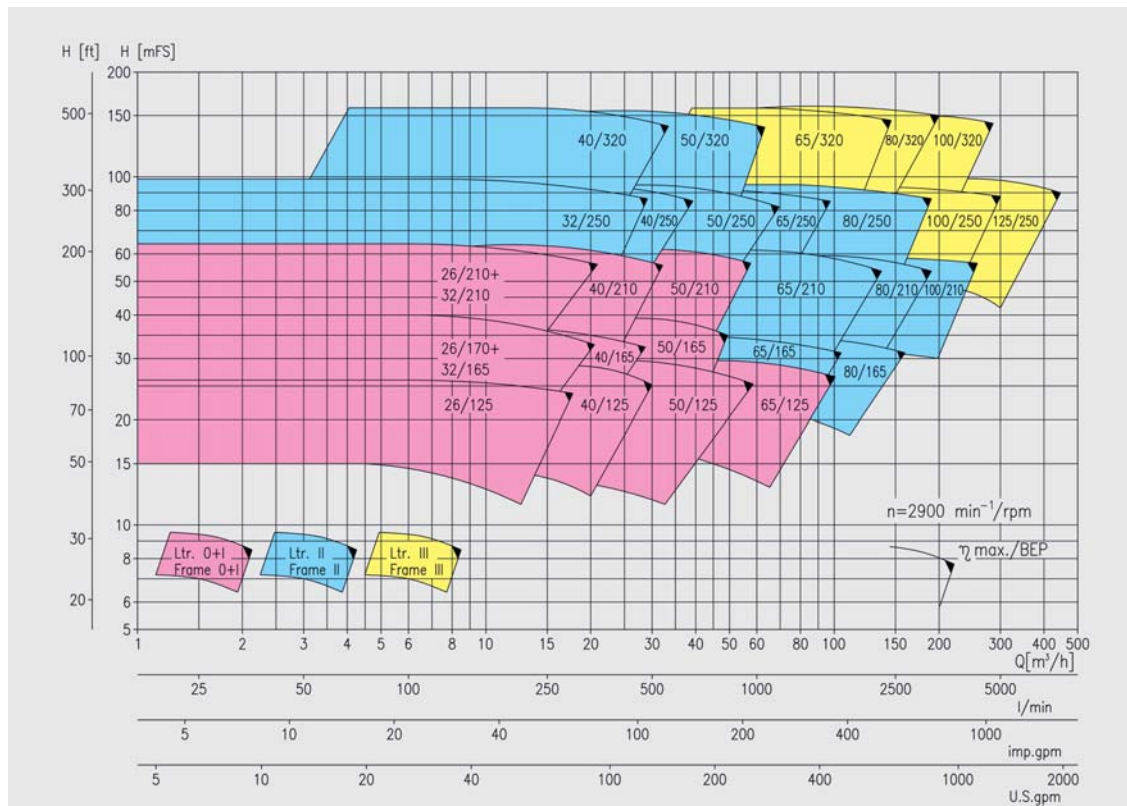 H [ft]
H [mFS]
200
500
150
40/320
50/320
65/320
80/320
100/320
100
300
80
32/250
40/250
50/250
65/250
80/250
100/250
125/250
200
60
26/210+
32/210
40/210
50/210
65/210
80/210
100/210
50
40
100
30
26/170+
32/165
40/165
50/165
65/165
80/165
70
26/125
40/125
50/125
65/125
20
50
15
n=2900 min⁻¹/rpm
10
30
Ltr. 0+I
Frame 0+I
Ltr. II
Frame II
Ltr. III
Frame III
η max./BEP
8
20
6
5
1 2 3 4 5 6 8 10 15 20 30 40 50 60 80 100 150 200 300 400 500
Q[m³/h]
25 50 100 250 500 1000 2500 5000
l/min
5 10 20 40 100 200 400 1000
imp.gpm
5 10 20 40 100 200 400 1000 2000
U.S.gpm